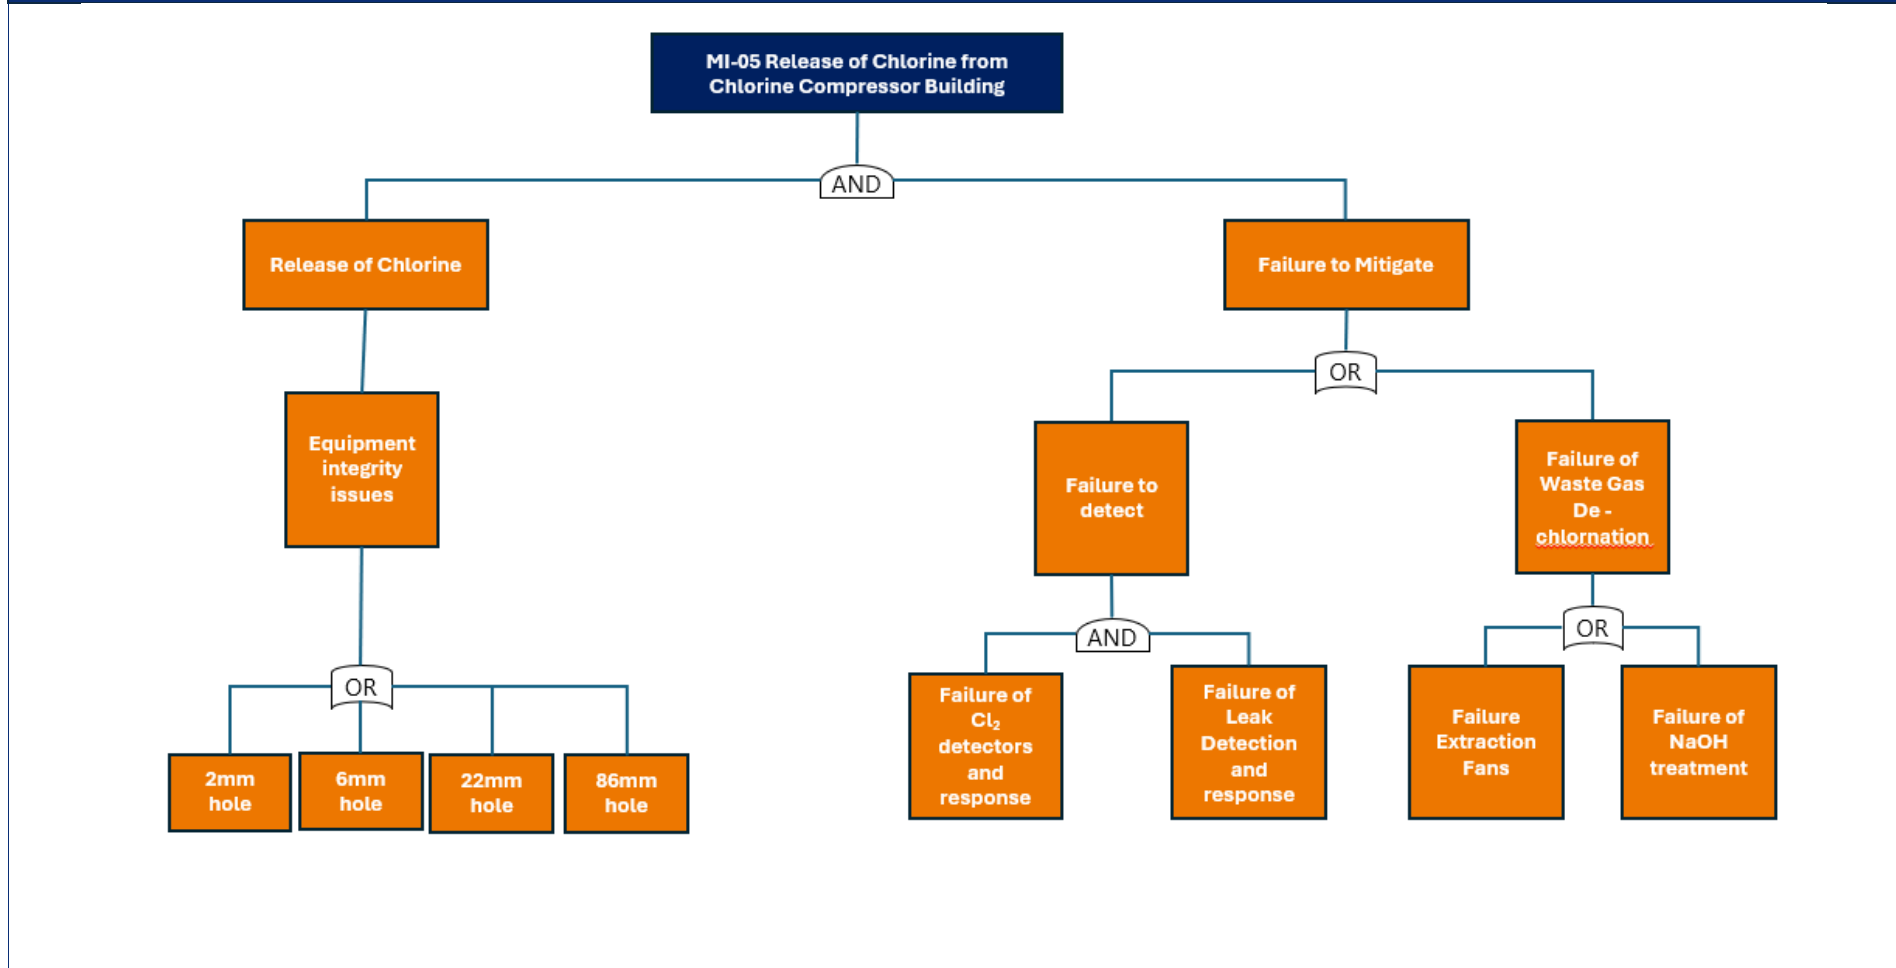 MI-05 Release of Chlorine from
Chlorine Compressor Building
AND
Release of Chlorine
Failure to Mitigate
OR
Equipment
integrity
issues
Failure to
detect
Failure of
Waste Gas
De -
chlornation
OR
2mm
hole
6mm
hole
22mm
hole
86mm
hole
AND
Failure of
Cl₂
detectors
and
response
Failure of
Leak
Detection
and
response
OR
Failure
Extraction
Fans
Failure of
NaOH
treatment